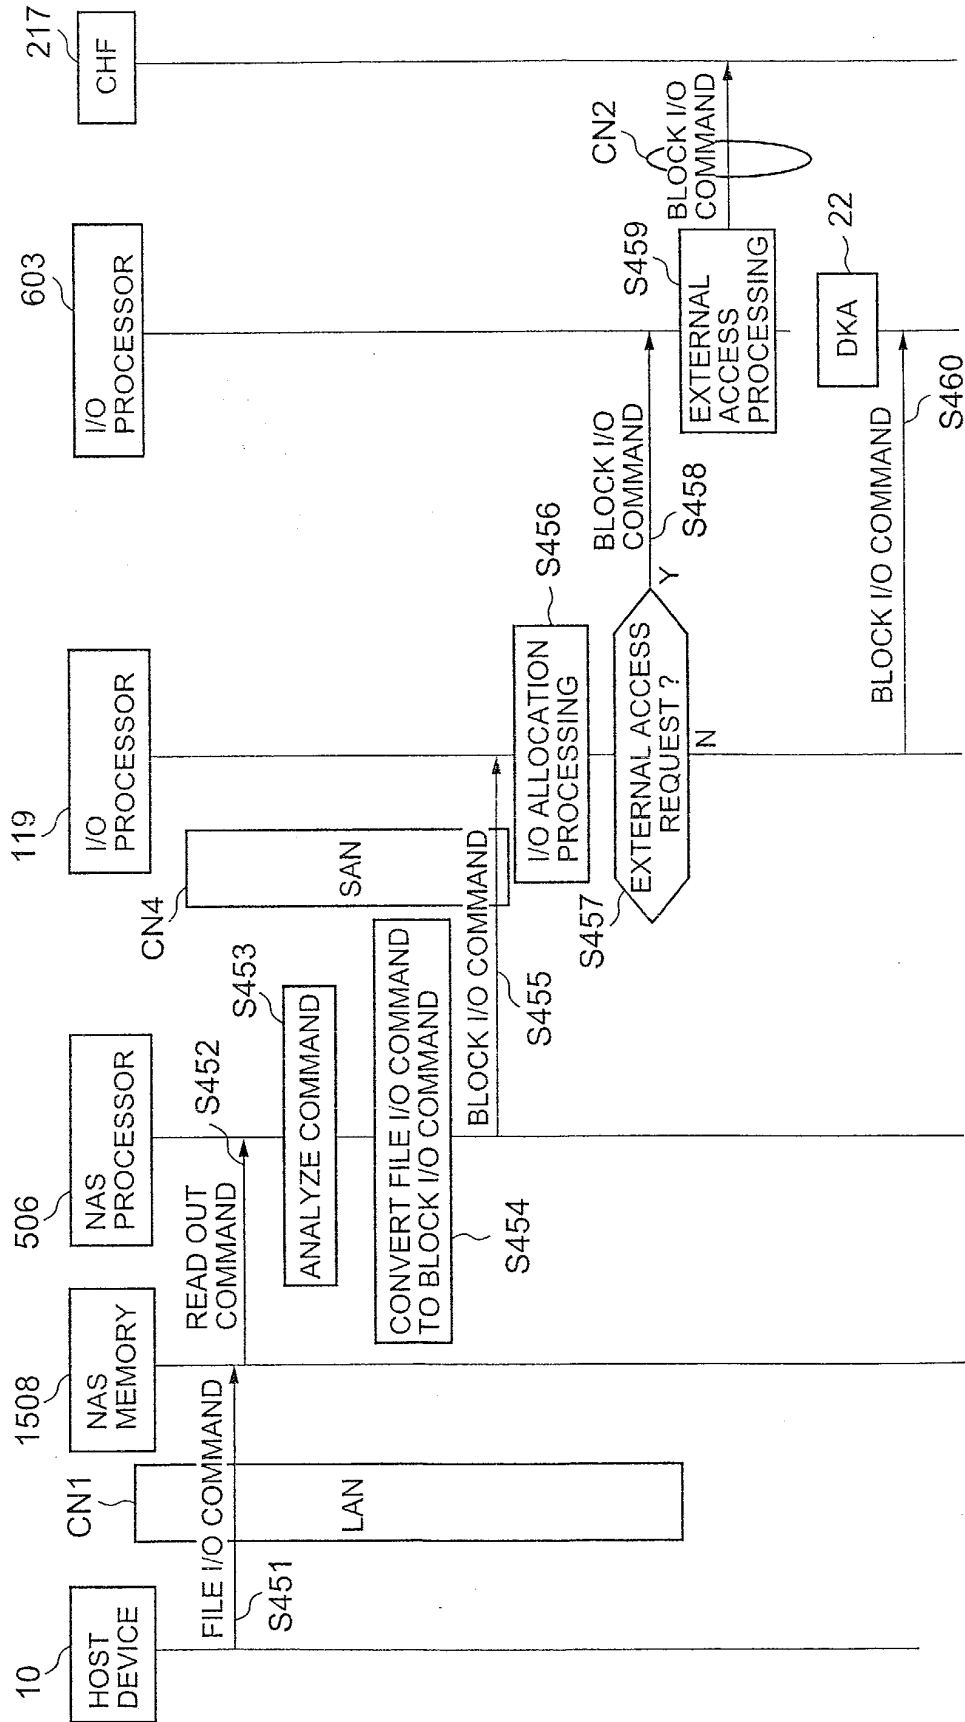 10
HOST
DEVICE
CN1
LAN
1508
NAS
MEMORY
506
NAS
PROCESSOR
CN4
SAN
119
I/O
PROCESSOR
603
I/O
PROCESSOR
217
CHF
FILE I/O COMMAND
S451
READ OUT
COMMAND
S452
ANALYZE COMMAND
S453
CONVERT FILE I/O COMMAND
TO BLOCK I/O COMMAND
S454
BLOCK I/O COMMAND
S455
I/O ALLOCATION
PROCESSING
S456
EXTERNAL ACCESS
REQUEST ?
S457
Y
N
BLOCK I/O
COMMAND
S458
EXTERNAL
ACCESS
PROCESSING
S459
BLOCK I/O
COMMAND
CN2
DKA
22
BLOCK I/O COMMAND
S460